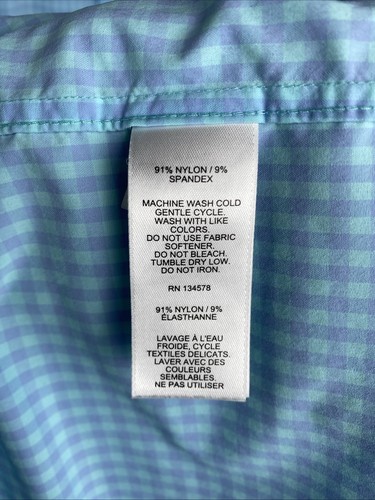 91% NYLON / 9%
SPANDEX
MACHINE WASH COLD
GENTLE CYCLE.
WASH WITH LIKE
COLORS.
DO NOT USE FABRIC
SOFTENER.
DO NOT BLEACH.
TUMBLE DRY LOW.
DO NOT IRON.
RN 134578
91% NYLON / 9%
ÉLASTHANNE
LAVAGE À L'EAU
FROIDE, CYCLE
TEXTILES DÉLICATS.
LAVER AVEC DES
COULEURS
SEMBLABLES.
NE PAS UTILISER